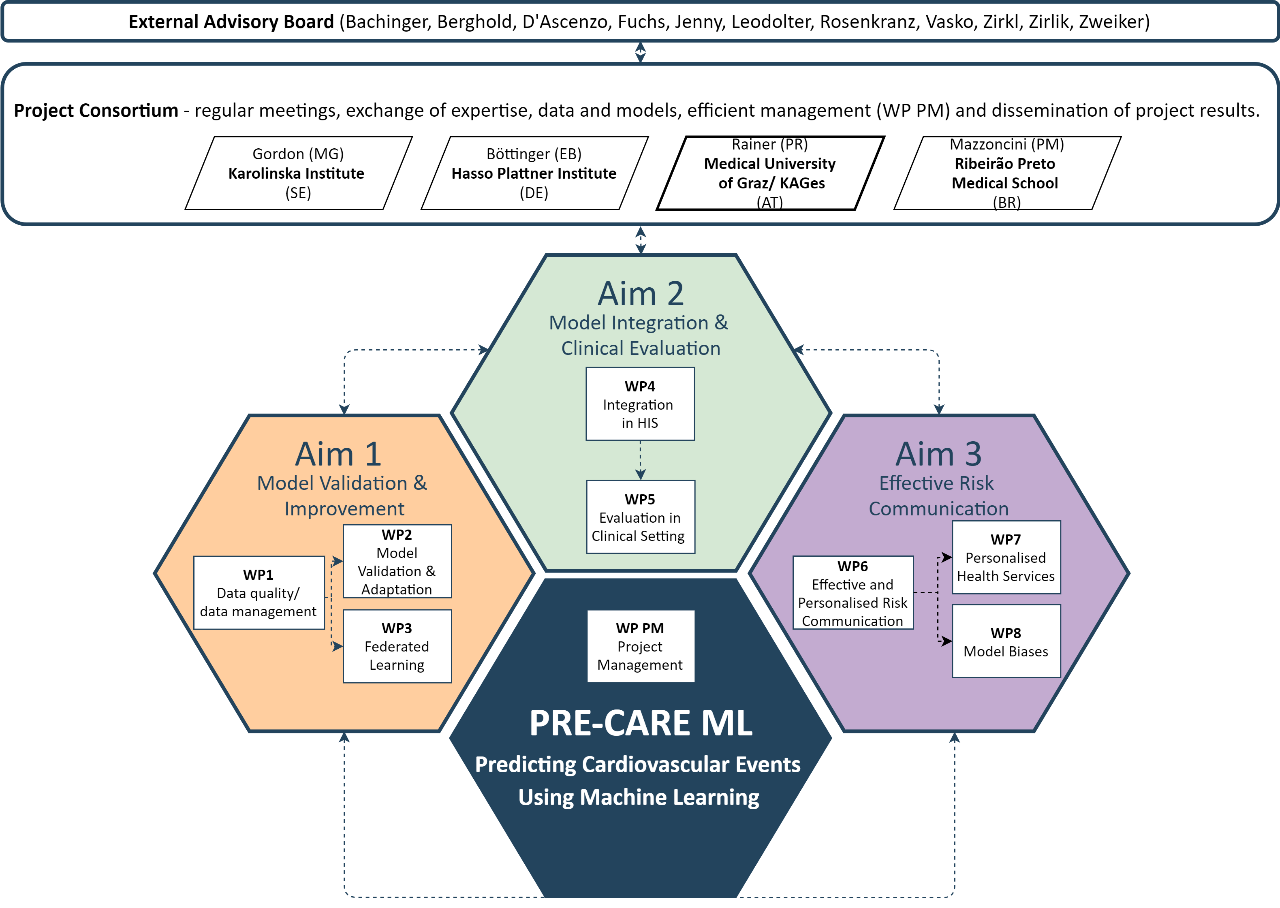 External Advisory Board (Bachinger, Berghold, D'Ascenzo, Fuchs, Jenny, Leodolter, Rosenkranz, Vasko, Zirkl, Zirlik, Zweiker)
Project Consortium - regular meetings, exchange of expertise, data and models, efficient management (WP PM) and dissemination of project results.
Gordon (MG)
Karolinska Institute
(SE)
Böttinger (EB)
Hasso Plattner Institute
(DE)
Rainer (PR)
Medical University
of Graz/ KAGes
(AT)
Mazzoncini (PM)
Ribeirão Preto
Medical School
(BR)
Aim 2
Model Integration &
Clinical Evaluation
WP4
Integration
in HIS
WP5
Evaluation in
Clinical Setting
Aim 1
Model Validation &
Improvement
WP1
Data quality/
data management
WP2
Model
Validation &
Adaptation
WP3
Federated
Learning
Aim 3
Effective Risk
Communication
WP6
Effective and
Personalised Risk
Communication
WP7
Personalised
Health Services
WP8
Model Biases
WP PM
Project
Management
PRE-CARE ML
Predicting Cardiovascular Events
Using Machine Learning